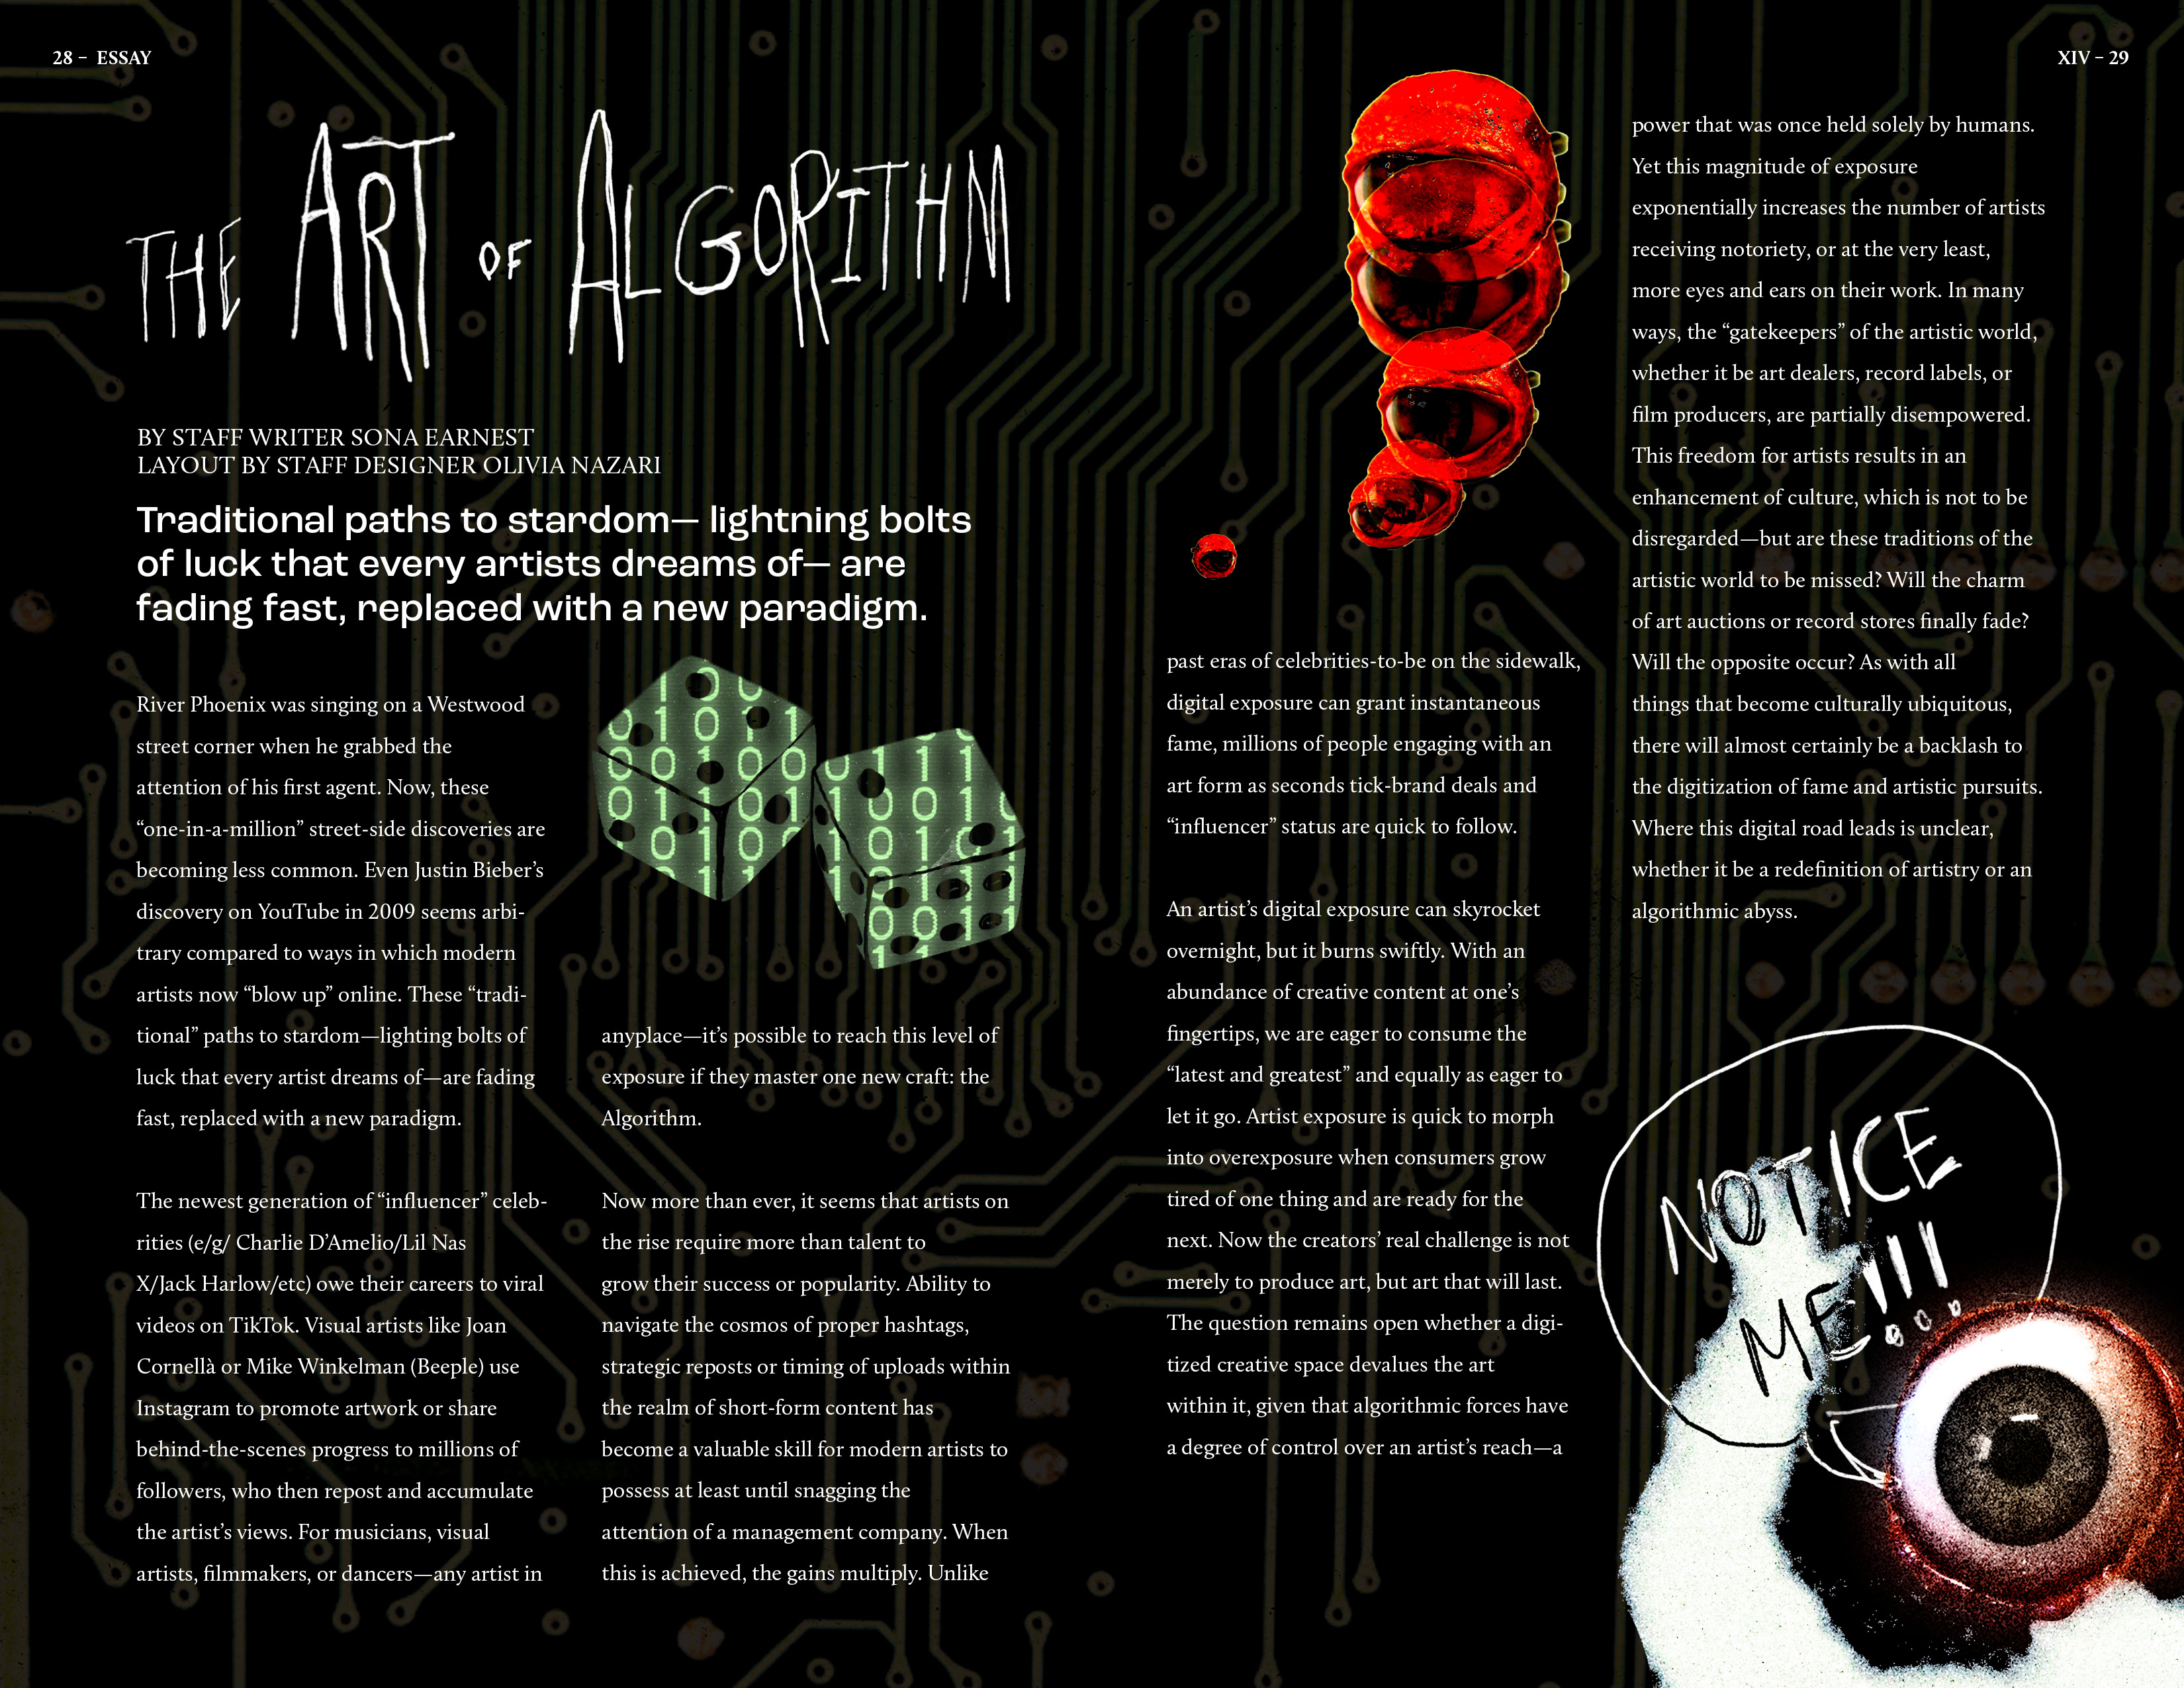 28 – ESSAY
XIV – 29
THE ART OF ALGORITHM
BY STAFF WRITER SONA EARNEST
LAYOUT BY STAFF DESIGNER OLIVIA NAZARI
Traditional paths to stardom— lightning bolts
of luck that every artists dreams of— are
fading fast, replaced with a new paradigm.
River Phoenix was singing on a Westwood
street corner when he grabbed the
attention of his first agent. Now, these
“one-in-a-million” street-side discoveries are
becoming less common. Even Justin Bieber’s
discovery on YouTube in 2009 seems arbi-
trary compared to ways in which modern
artists now “blow up” online. These “tradi-
tional” paths to stardom—lighting bolts of
luck that every artist dreams of—are fading
fast, replaced with a new paradigm.
The newest generation of “influencer” celeb-
rities (e/g/ Charlie D’Amelio/Lil Nas
X/Jack Harlow/etc) owe their careers to viral
videos on TikTok. Visual artists like Joan
Cornellà or Mike Winkelman (Beeple) use
Instagram to promote artwork or share
behind-the-scenes progress to millions of
followers, who then repost and accumulate
the artist’s views. For musicians, visual
artists, filmmakers, or dancers—any artist in
anyplace—it’s possible to reach this level of
exposure if they master one new craft: the
Algorithm.
Now more than ever, it seems that artists on
the rise require more than talent to
grow their success or popularity. Ability to
navigate the cosmos of proper hashtags,
strategic reposts or timing of uploads within
the realm of short-form content has
become a valuable skill for modern artists to
possess at least until snagging the
attention of a management company. When
this is achieved, the gains multiply. Unlike
past eras of celebrities-to-be on the sidewalk,
digital exposure can grant instantaneous
fame, millions of people engaging with an
art form as seconds tick-brand deals and
“influencer” status are quick to follow.
An artist’s digital exposure can skyrocket
overnight, but it burns swiftly. With an
abundance of creative content at one’s
fingertips, we are eager to consume the
“latest and greatest” and equally as eager to
let it go. Artist exposure is quick to morph
into overexposure when consumers grow
tired of one thing and are ready for the
next. Now the creators’ real challenge is not
merely to produce art, but art that will last.
The question remains open whether a digi-
tized creative space devalues the art
within it, given that algorithmic forces have
a degree of control over an artist’s reach—a
power that was once held solely by humans.
Yet this magnitude of exposure
exponentially increases the number of artists
receiving notoriety, or at the very least,
more eyes and ears on their work. In many
ways, the “gatekeepers” of the artistic world,
whether it be art dealers, record labels, or
film producers, are partially disempowered.
This freedom for artists results in an
enhancement of culture, which is not to be
disregarded—but are these traditions of the
artistic world to be missed? Will the charm
of art auctions or record stores finally fade?
Will the opposite occur? As with all
things that become culturally ubiquitous,
there will almost certainly be a backlash to
the digitization of fame and artistic pursuits.
Where this digital road leads is unclear,
whether it be a redefinition of artistry or an
algorithmic abyss.
NOTICE
ME!!!